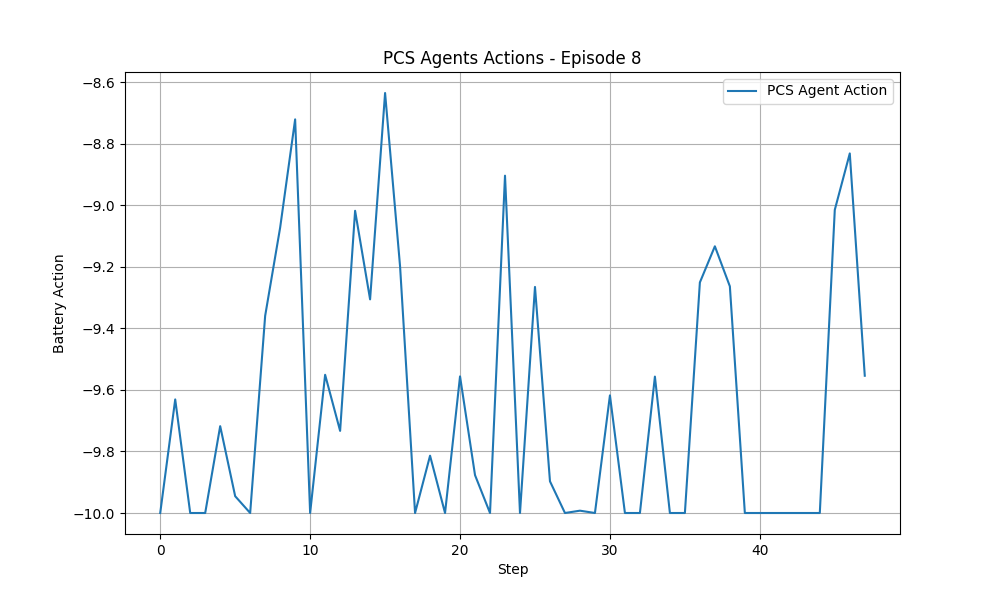 PCS Agents Actions - Episode 8
PCS Agent Action
Battery Action
−8.6
−8.8
−9.0
−9.2
−9.4
−9.6
−9.8
−10.0
0 10 20 30 40
Step